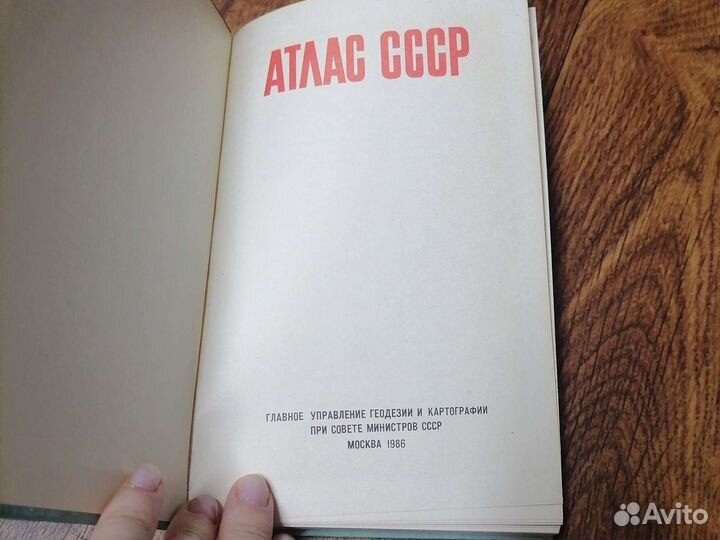 АТЛАС СССР
ГЛАВНОЕ УПРАВЛЕНИЕ ГЕОДЕЗИИ И КАРТОГРАФИИ
ПРИ СОВЕТЕ МИНИСТРОВ СССР
МОСКВА 1986
Avito